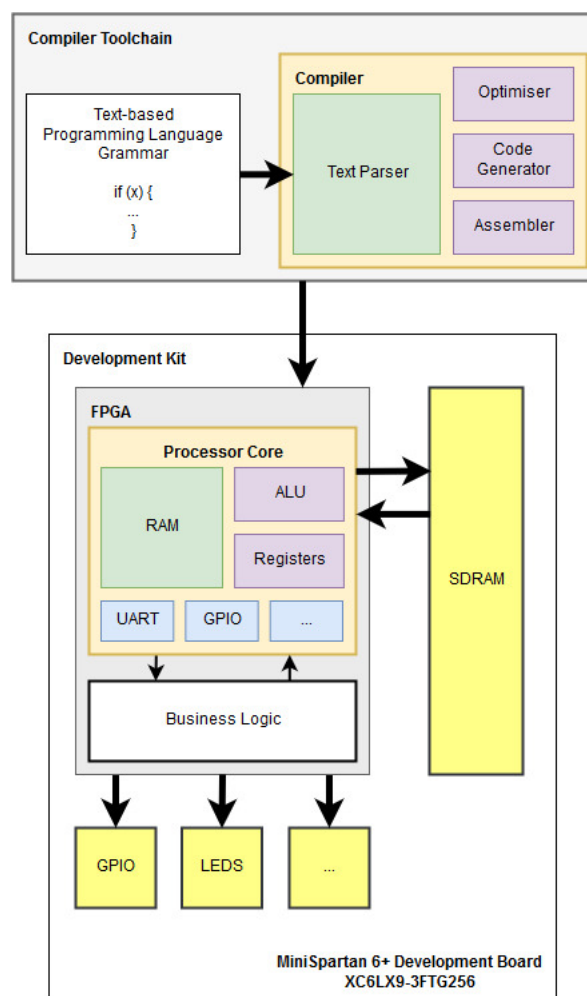 Compiler Toolchain
Text-based
Programming Language
Grammar
if (x) {
...
}
Compiler
Text Parser
Optimiser
Code
Generator
Assembler
Development Kit
FPGA
Processor Core
RAM
ALU
Registers
UART
GPIO
...
Business Logic
SDRAM
GPIO
LEDS
...
MiniSpartan 6+ Development Board
XC6LX9-3FTG256